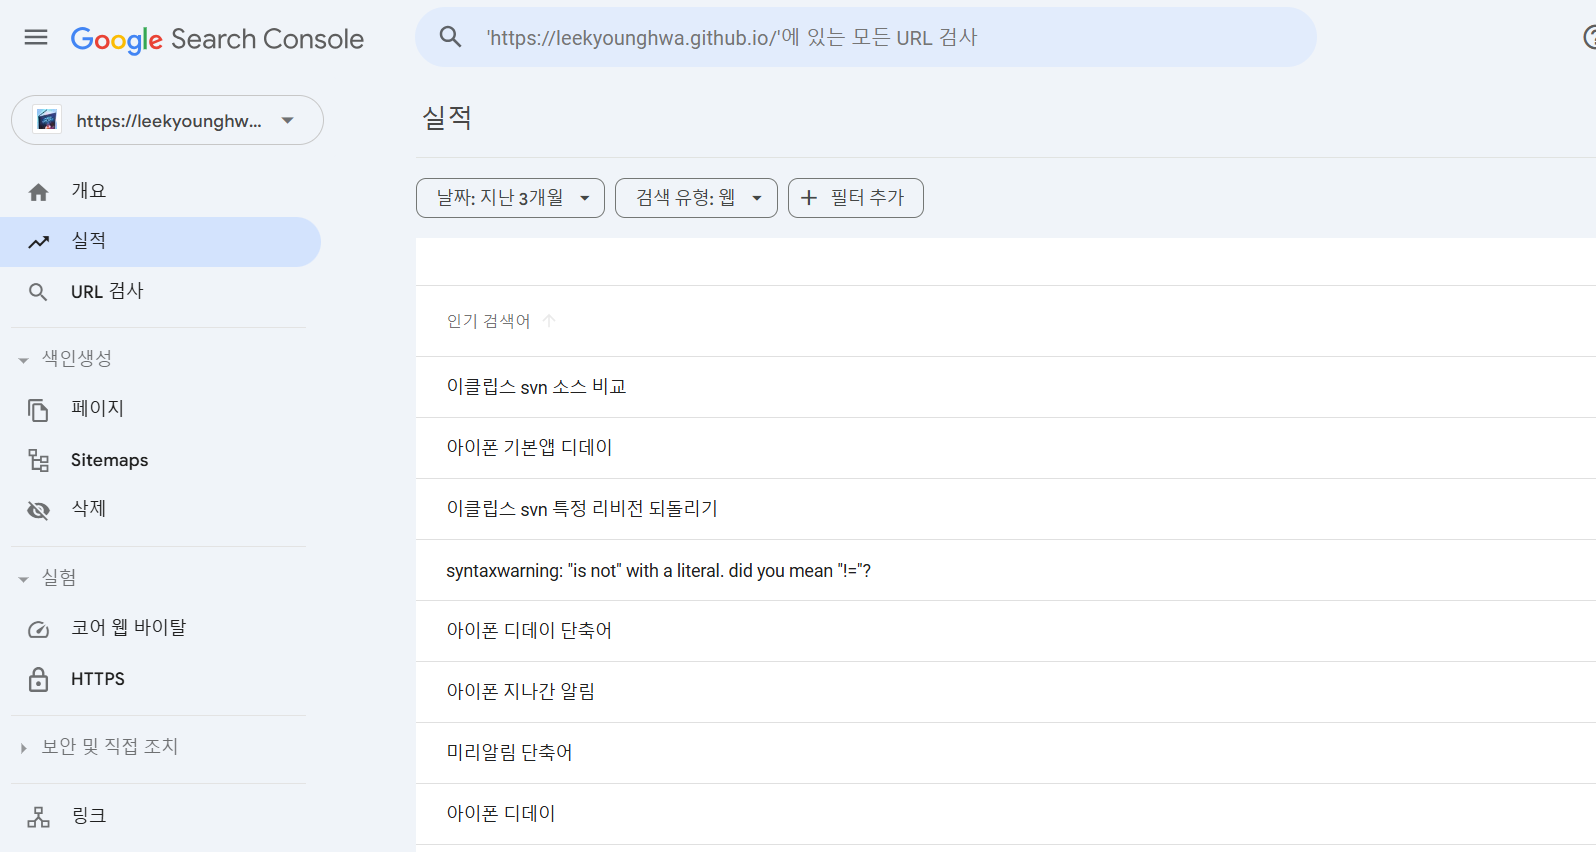 Google Search Console
'https://leekyounghwa.github.io/'에 있는 모든 URL 검사
https://leekyounghw...
개요
실적
URL 검사
색인생성
페이지
Sitemaps
삭제
실험
코어 웹 바이탈
HTTPS
보안 및 직접 조치
링크
실적
날짜: 지난 3개월
검색 유형: 웹
+ 필터 추가
인기 검색어
이클립스 svn 소스 비교
아이폰 기본앱 디데이
이클립스 svn 특정 리비전 되돌리기
syntaxwarning: "is not" with a literal. did you mean "!="?
아이폰 디데이 단축어
아이폰 지나간 알림
미리알림 단축어
아이폰 디데이